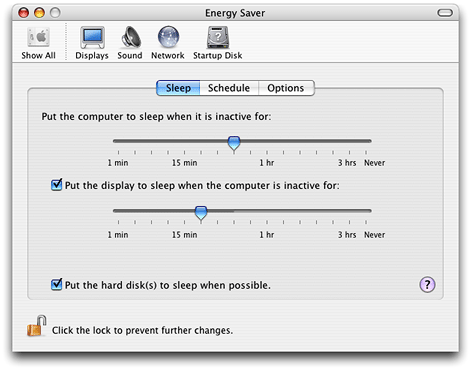 Energy Saver
Show All Displays Sound Network Startup Disk
Sleep Schedule Options
Put the computer to sleep when it is inactive for:
1 min 15 min 1 hr 3 hrs Never
Put the display to sleep when the computer is inactive for:
1 min 15 min 1 hr 3 hrs Never
Put the hard disk(s) to sleep when possible. ?
Click the lock to prevent further changes.